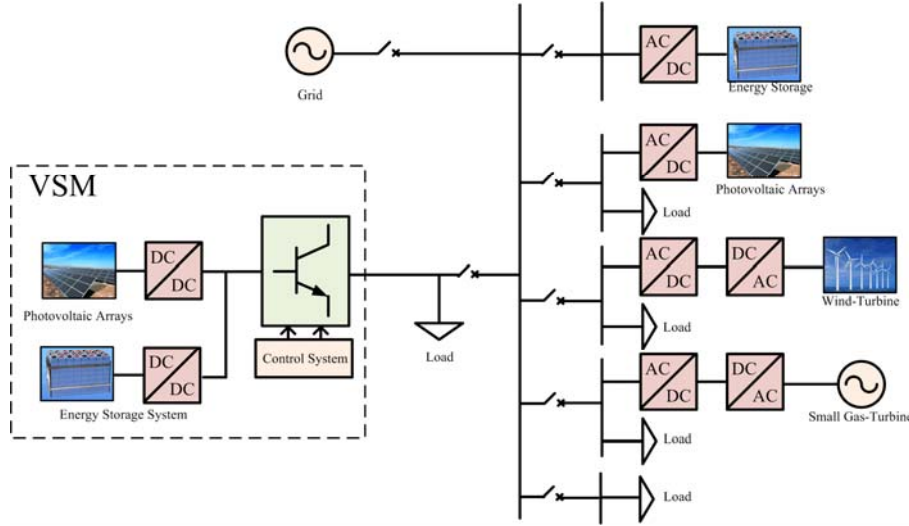 Grid
AC
DC
Energy Storage
VSM
AC
DC
Photovoltaic Arrays
Load
DC
DC
Photovoltaic Arrays
AC
DC
DC
AC
Wind-Turbine
Load
Control System
Load
DC
DC
Energy Storage System
AC
DC
DC
AC
Small Gas-Turbine
Load
Load